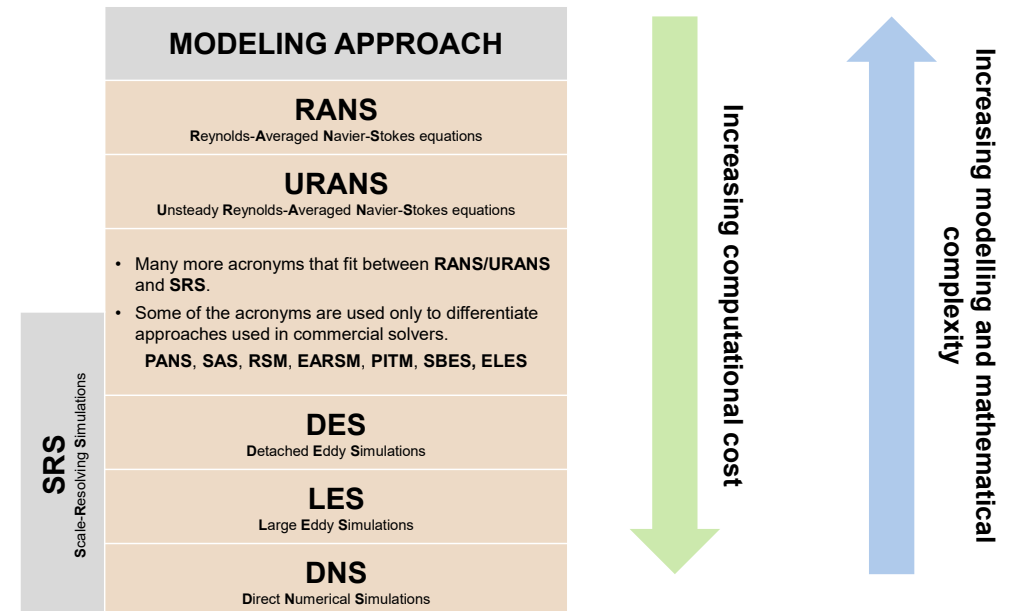 MODELING APPROACH
RANS
Reynolds-Averaged Navier-Stokes equations
URANS
Unsteady Reynolds-Averaged Navier-Stokes equations
• Many more acronyms that fit between RANS/URANS
and SRS.
• Some of the acronyms are used only to differentiate
approaches used in commercial solvers.
PANS, SAS, RSM, EARSM, PITM, SBES, ELES
DES
Detached Eddy Simulations
LES
Large Eddy Simulations
DNS
Direct Numerical Simulations
SRS
Scale-Resolving Simulations
Increasing computational cost
Increasing modelling and mathematical
complexity